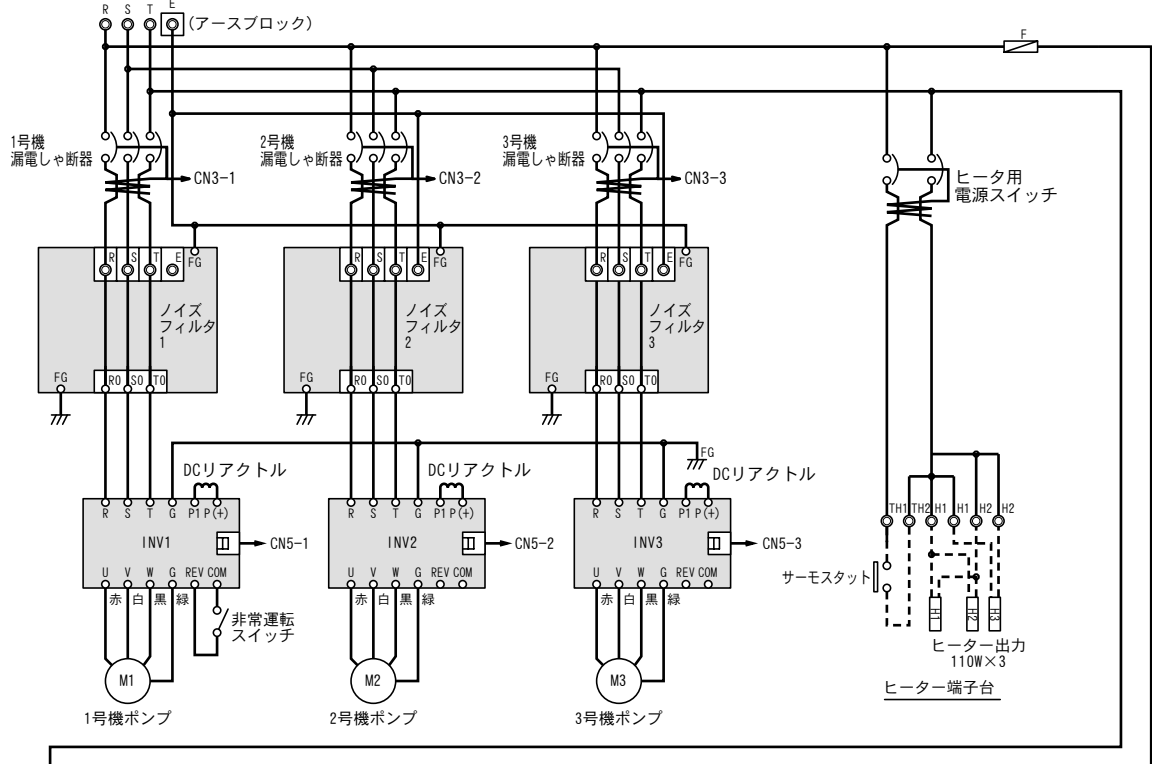 R S T E
(アースブロック)
F
1号機
漏電しゃ断器
CN3-1
2号機
漏電しゃ断器
CN3-2
3号機
漏電しゃ断器
CN3-3
ヒータ用
電源スイッチ
R S T E
FG
ノイズ
フィルタ
1
FG
R0 S0 T0
R S T E
FG
ノイズ
フィルタ
2
FG
R0 S0 T0
R S T E
FG
ノイズ
フィルタ
3
FG
R0 S0 T0
FG
DCリアクトル
R S T G P1 P(+)
INV1
CN5-1
U V W G REV COM
赤 白 黒 緑
非常運転
スイッチ
M1
1号機ポンプ
DCリアクトル
R S T G P1 P(+)
INV2
CN5-2
U V W G REV COM
赤 白 黒 緑
M2
2号機ポンプ
DCリアクトル
R S T G P1 P(+)
INV3
CN5-3
U V W G REV COM
赤 白 黒 緑
M3
3号機ポンプ
TH1 TH2 H1 H1 H2 H2
サーモスタット
H1 H2 H3
ヒーター出力
110W×3
ヒーター端子台